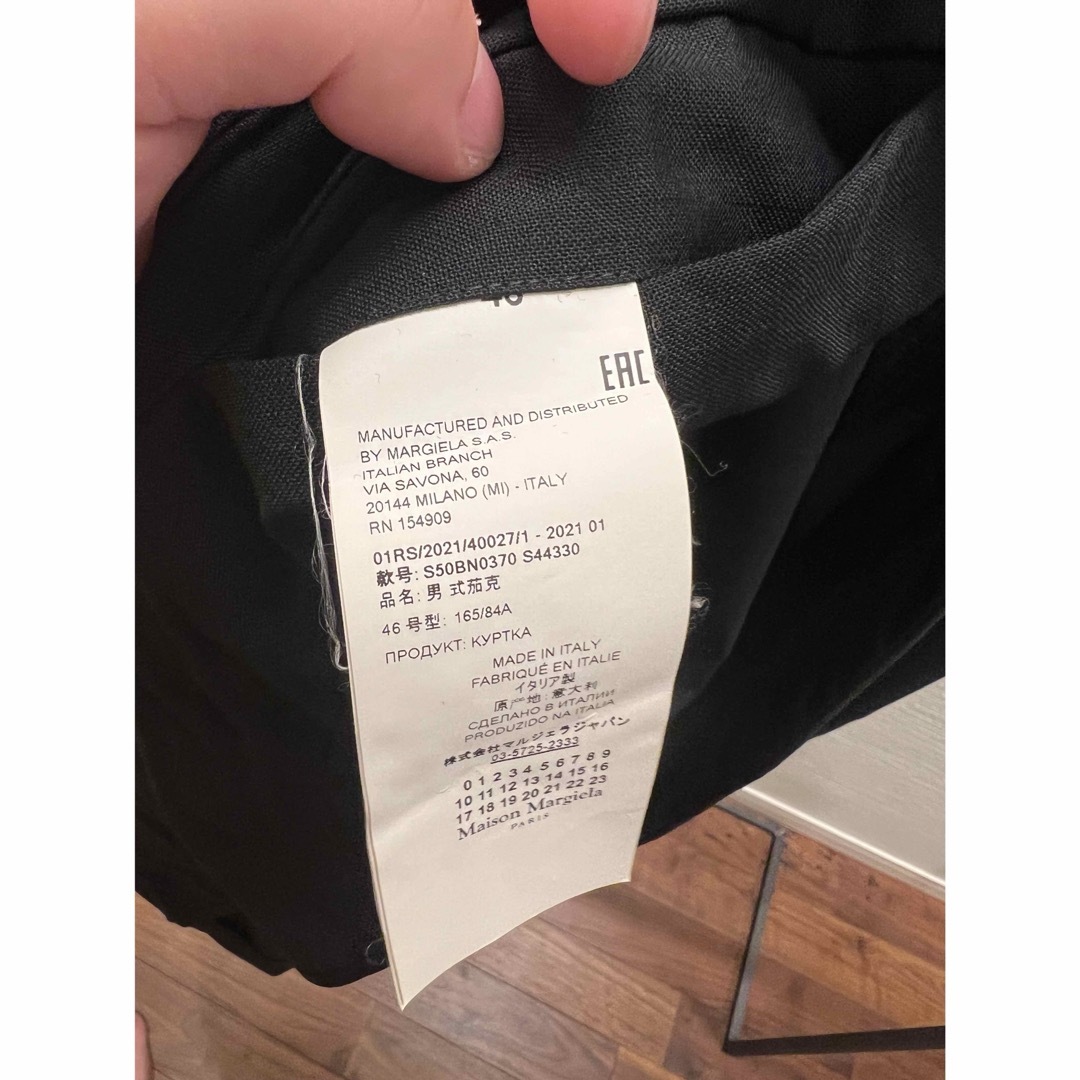 46
EAC
MANUFACTURED AND DISTRIBUTED
BY MARGIELA S.A.S.
ITALIAN BRANCH
VIA SAVONA, 60
20144 MILANO (MI) - ITALY
RN 154909
01RS/2021/40027/1 - 2021 01
款号: S50BN0370 S44330
品名: 男 式茄克
46 号型: 165/84A
ПРОДУКТ: КУРТКА
MADE IN ITALY
FABRIQUÉ EN ITALIE
イタリア製
原产地: 意大利
СДЕЛАНО В ИТАЛИИ
PRODUZIDO NA ITALIA
株式会社マルジェラジャパン
03-5725-2333
0 1 2 3 4 5 6 7 8 9
10 11 12 13 14 15 16
17 18 19 20 21 22 23
Maison Margiela
PARIS